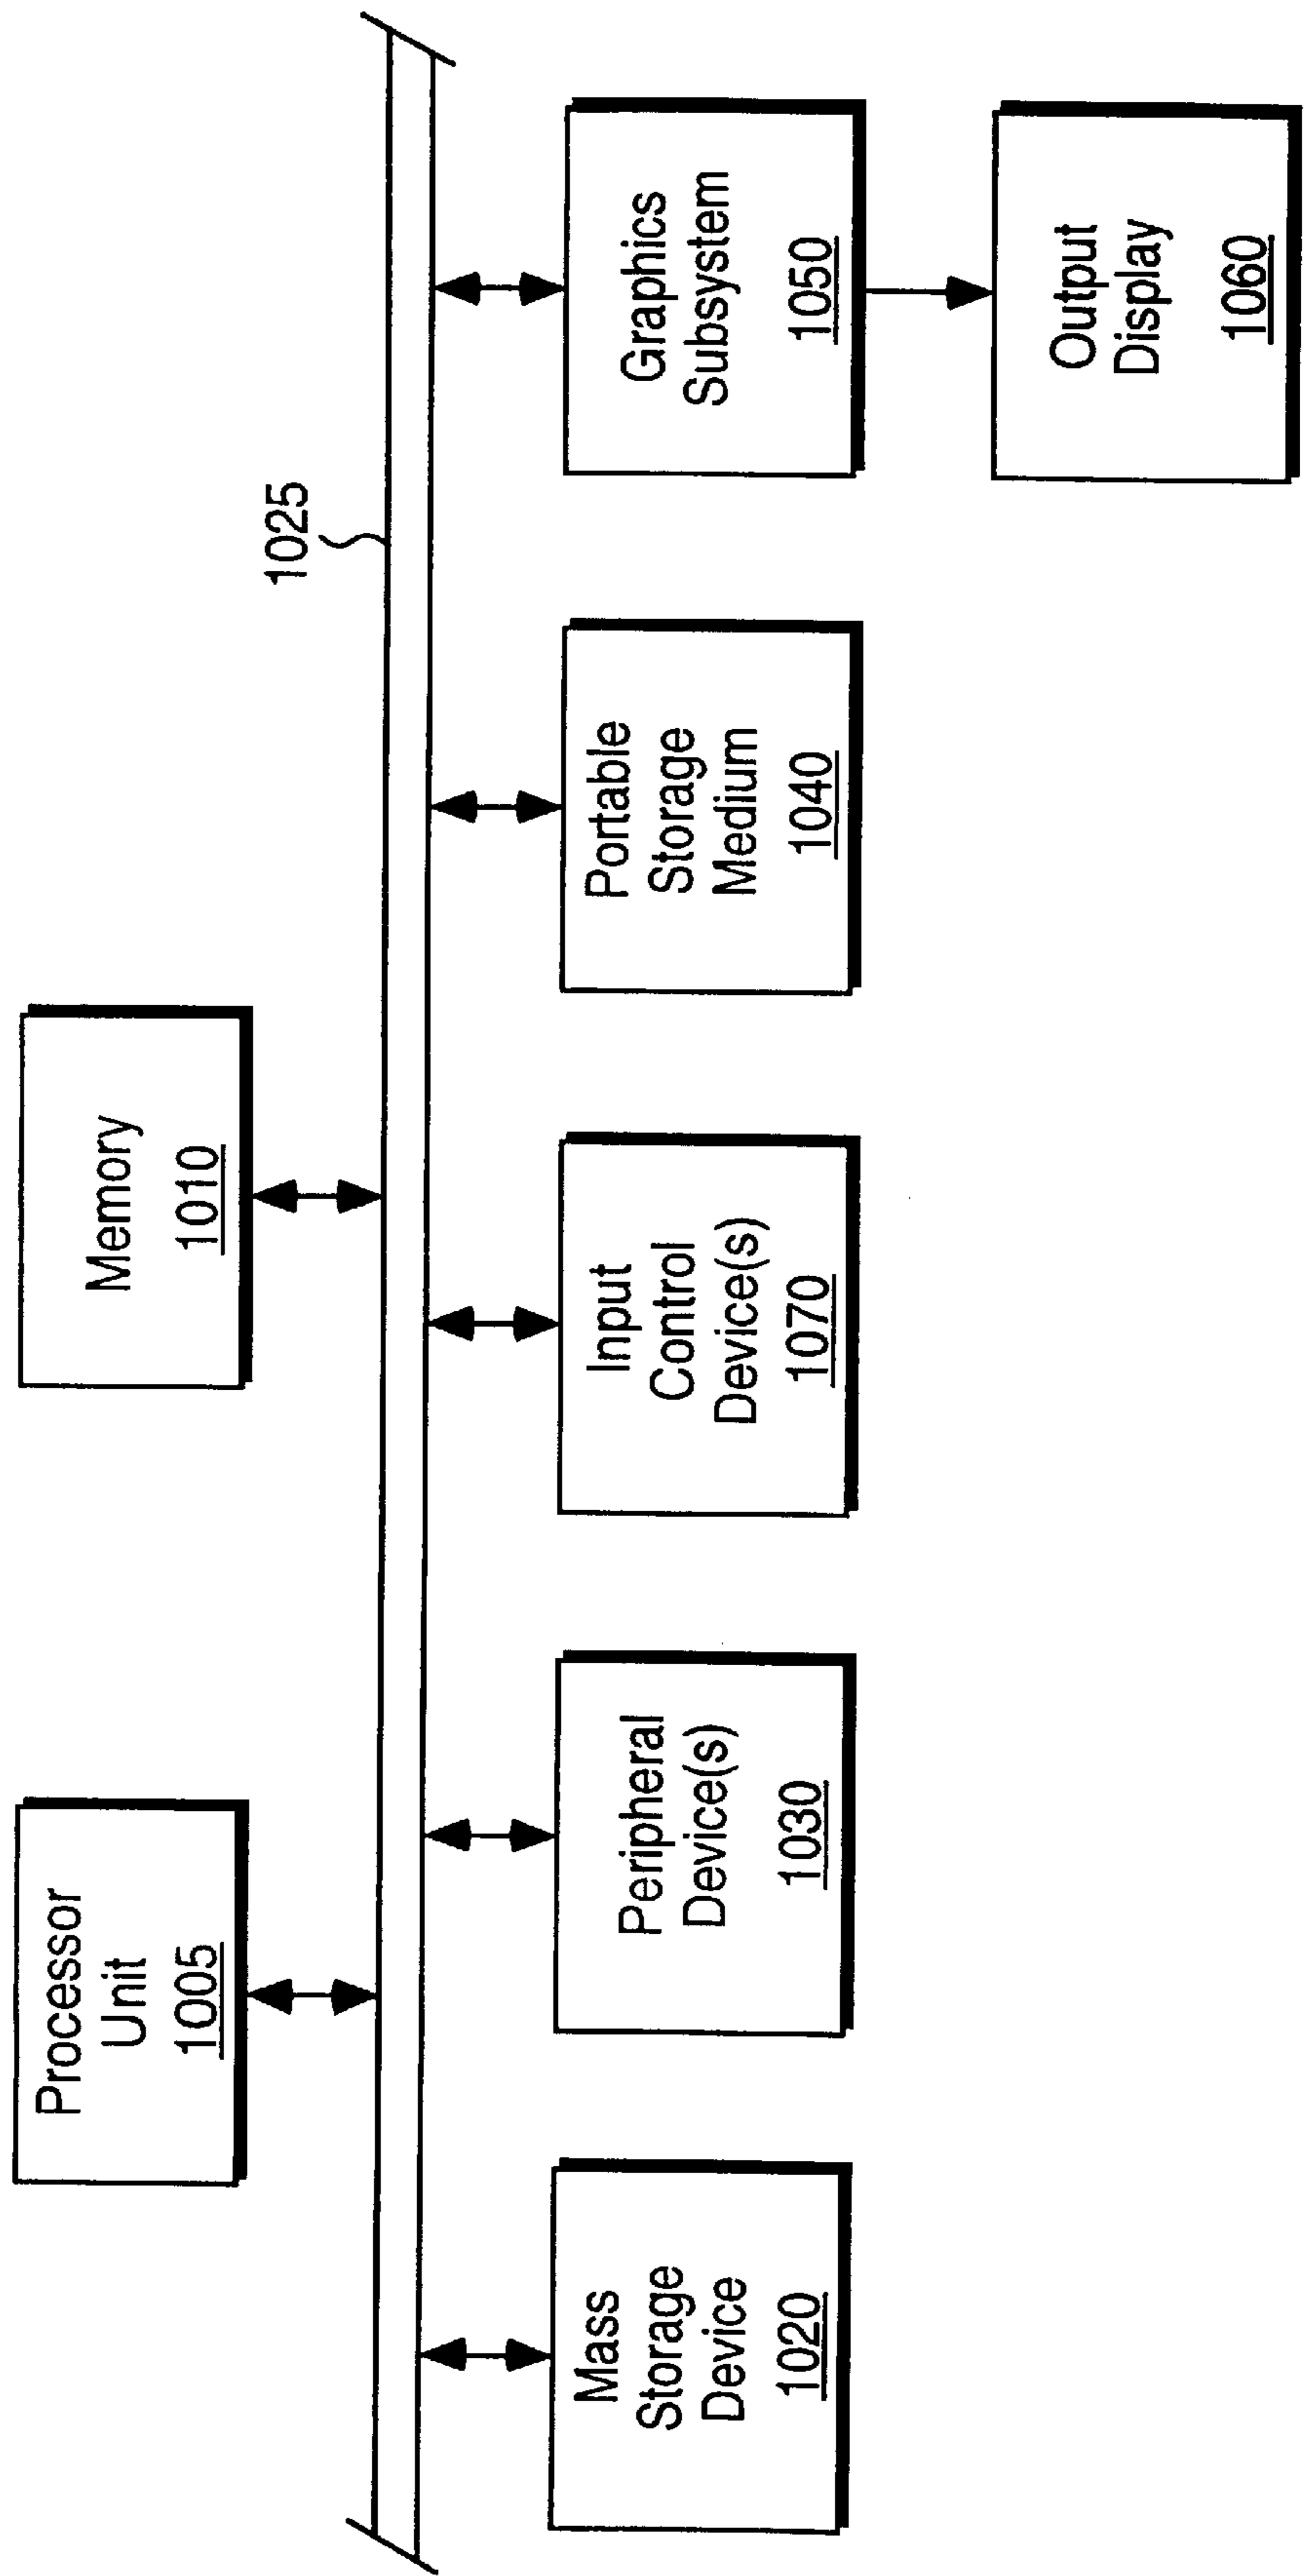 Processor
Unit
1005
Memory
1010
1025
Mass
Storage
Device
1020
Peripheral
Device(s)
1030
Input
Control
Device(s)
1070
Portable
Storage
Medium
1040
Graphics
Subsystem
1050
Output
Display
1060